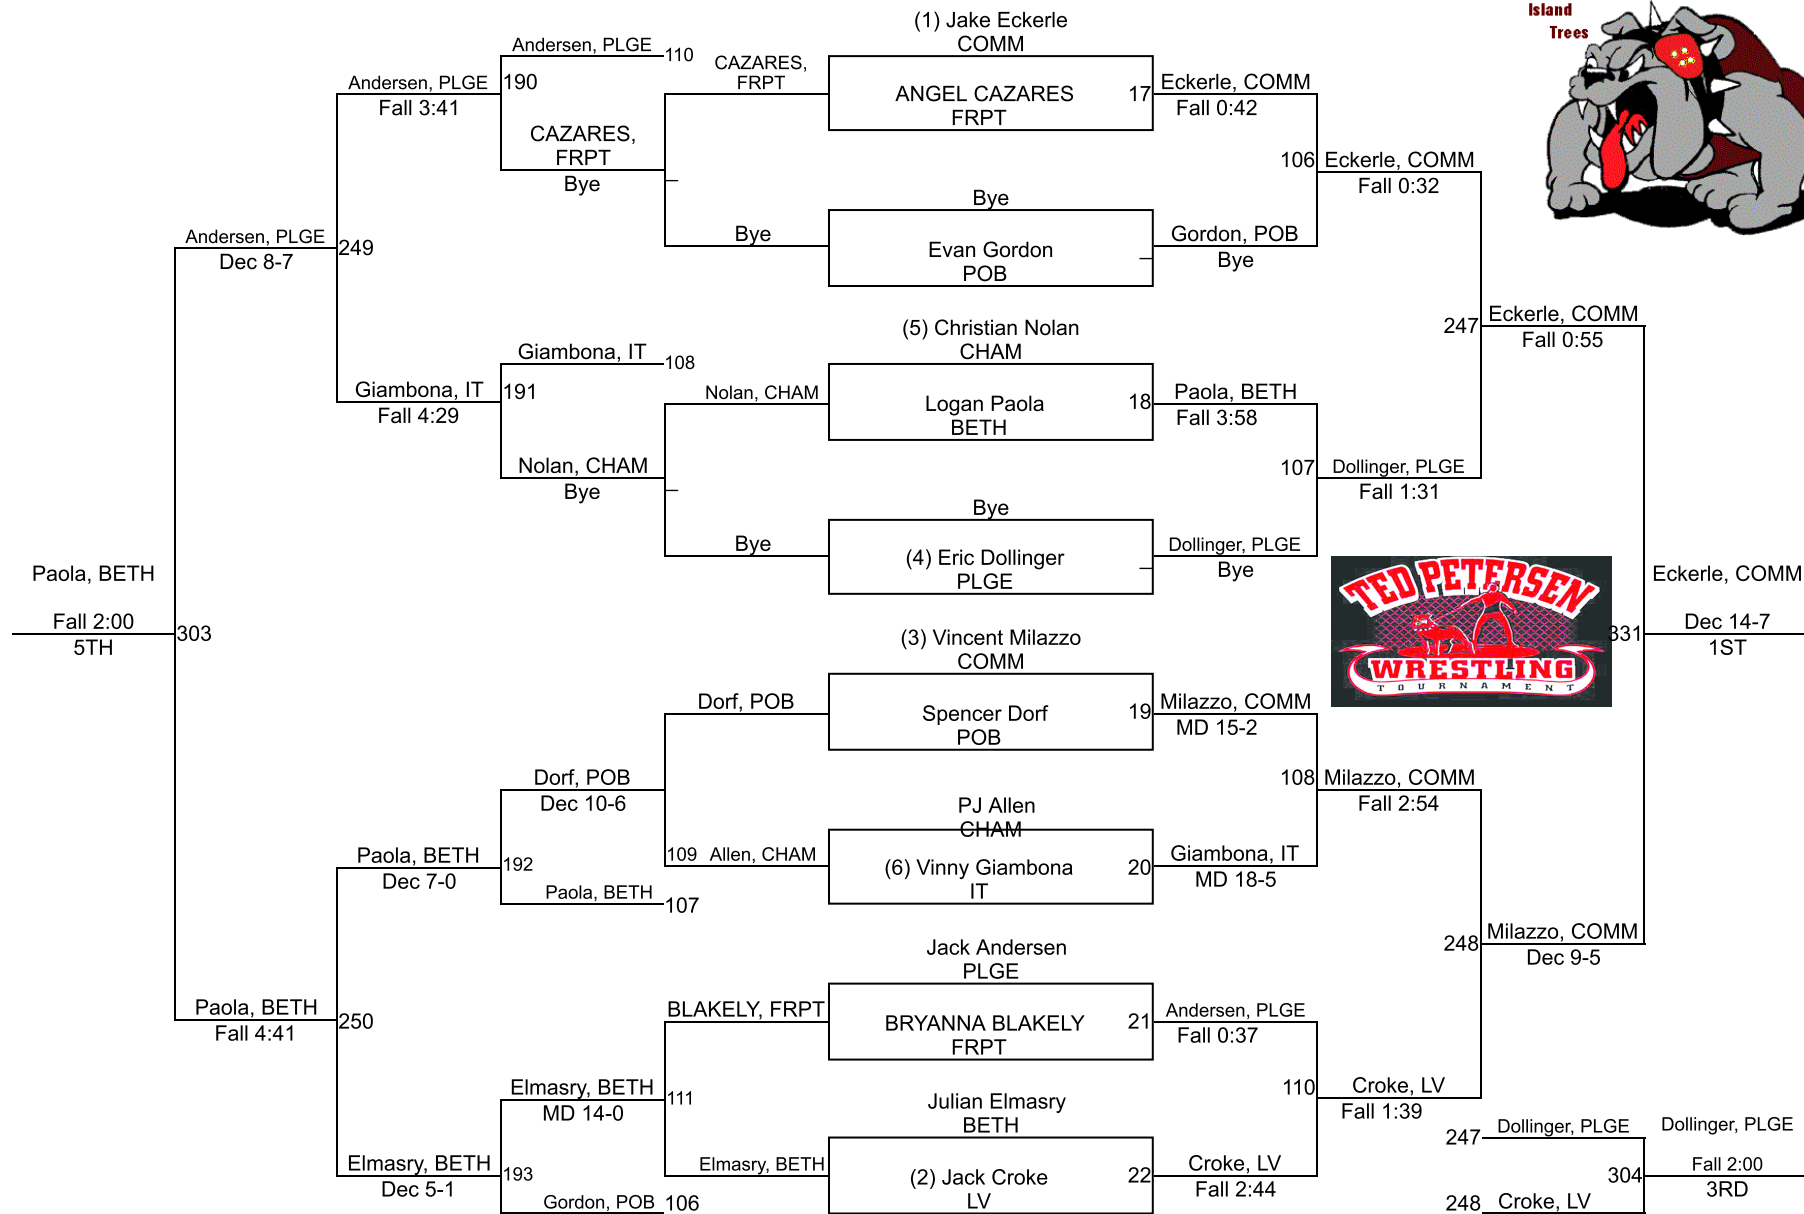 Island
Trees
(1) Jake Eckerle
COMM
ANGEL CAZARES
FRPT
17
Bye
Evan Gordon
POB
(5) Christian Nolan
CHAM
Logan Paola
BETH
18
Bye
(4) Eric Dollinger
PLGE
(3) Vincent Milazzo
COMM
Spencer Dorf
POB
19
PJ Allen
CHAM
(6) Vinny Giambona
IT
20
Jack Andersen
PLGE
BRYANNA BLAKELY
FRPT
21
Julian Elmasry
BETH
(2) Jack Croke
LV
22
Eckerle, COMM
Fall 0:42
Gordon, POB
Bye
Paola, BETH
Fall 3:58
Dollinger, PLGE
Bye
Milazzo, COMM
MD 15-2
Giambona, IT
MD 18-5
Andersen, PLGE
Fall 0:37
Croke, LV
Fall 2:44
106
Eckerle, COMM
Fall 0:32
107
Dollinger, PLGE
Fall 1:31
108
Milazzo, COMM
Fall 2:54
110
Croke, LV
Fall 1:39
247
Eckerle, COMM
Fall 0:55
248
Milazzo, COMM
Dec 9-5
TED PETERSEN
WRESTLING
TOURNAMENT
331
Eckerle, COMM
Dec 14-7
1ST
247
Dollinger, PLGE
248
Croke, LV
304
Dollinger, PLGE
Fall 2:00
3RD
CAZARES,
FRPT
Bye
Nolan, CHAM
Bye
Dorf, POB
109
Allen, CHAM
BLAKELY, FRPT
111
Elmasry, BETH
Andersen, PLGE
110
190
CAZARES,
FRPT
Bye
Giambona, IT
108
191
Nolan, CHAM
Bye
Dorf, POB
Dec 10-6
192
Paola, BETH
107
Elmasry, BETH
MD 14-0
193
Gordon, POB
106
Andersen, PLGE
Fall 3:41
249
Giambona, IT
Fall 4:29
Paola, BETH
Dec 7-0
250
Elmasry, BETH
Dec 5-1
Andersen, PLGE
Dec 8-7
303
Paola, BETH
Fall 4:41
Paola, BETH
Fall 2:00
5TH